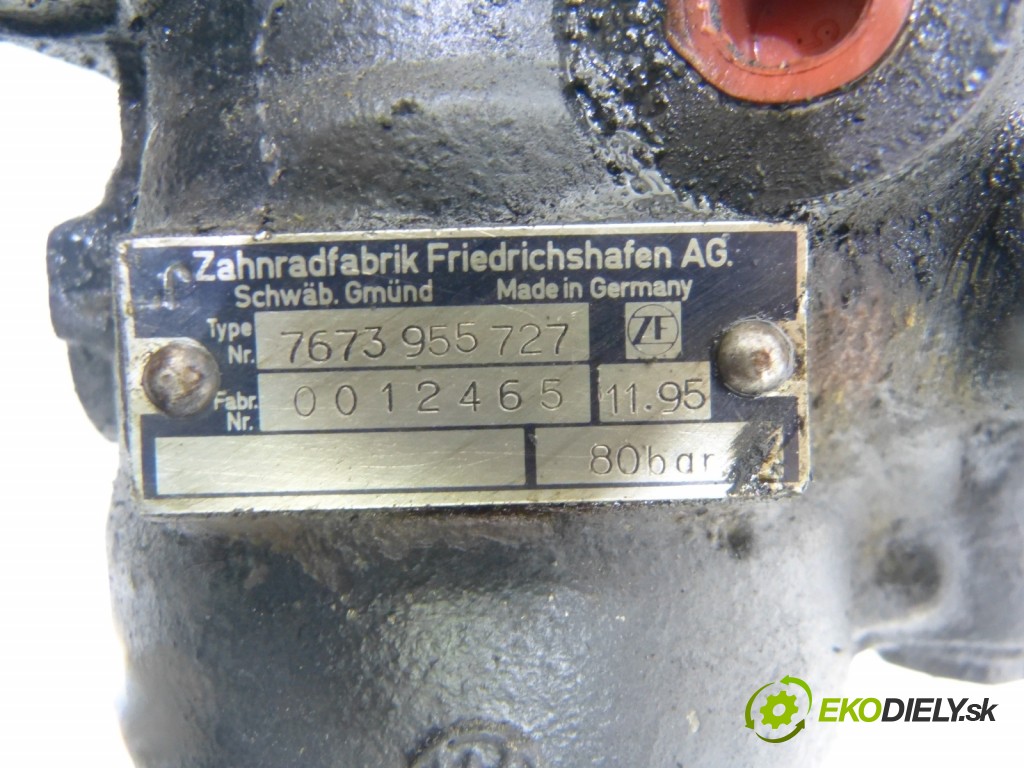 Zahnradfabrik Friedrichshafen AG.
Schwäb. Gmünd Made in Germany
Type Nr. 7673 955 727 ZF
Fabr. Nr. 0012465 11.95
80bar
EKODIELY.sk